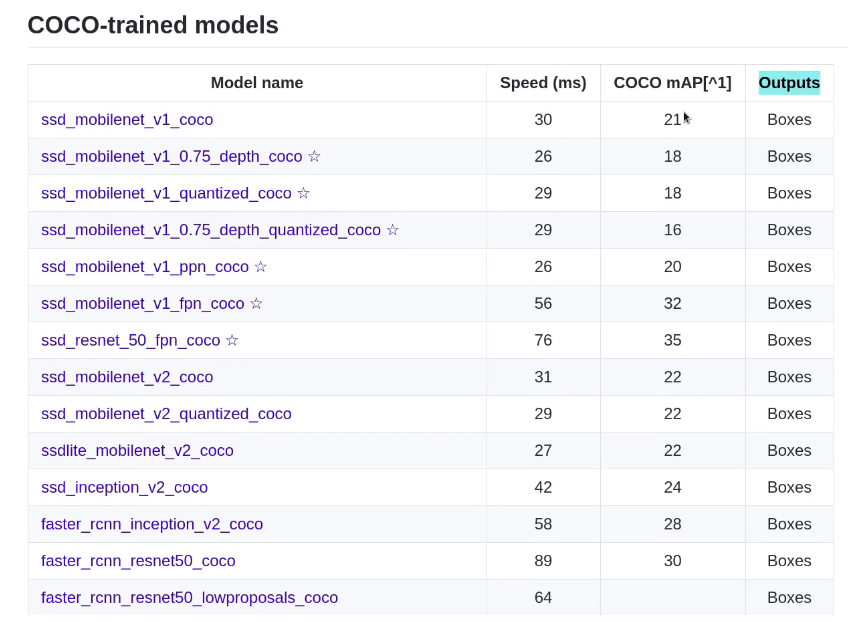 COCO-trained models
Model name Speed (ms) COCO mAP[^1] Outputs
ssd_mobilenet_v1_coco 30 21 Boxes
ssd_mobilenet_v1_0.75_depth_coco ☆ 26 18 Boxes
ssd_mobilenet_v1_quantized_coco ☆ 29 18 Boxes
ssd_mobilenet_v1_0.75_depth_quantized_coco ☆ 29 16 Boxes
ssd_mobilenet_v1_ppn_coco ☆ 26 20 Boxes
ssd_mobilenet_v1_fpn_coco ☆ 56 32 Boxes
ssd_resnet_50_fpn_coco ☆ 76 35 Boxes
ssd_mobilenet_v2_coco 31 22 Boxes
ssd_mobilenet_v2_quantized_coco 29 22 Boxes
ssdlite_mobilenet_v2_coco 27 22 Boxes
ssd_inception_v2_coco 42 24 Boxes
faster_rcnn_inception_v2_coco 58 28 Boxes
faster_rcnn_resnet50_coco 89 30 Boxes
faster_rcnn_resnet50_lowproposals_coco 64 Boxes